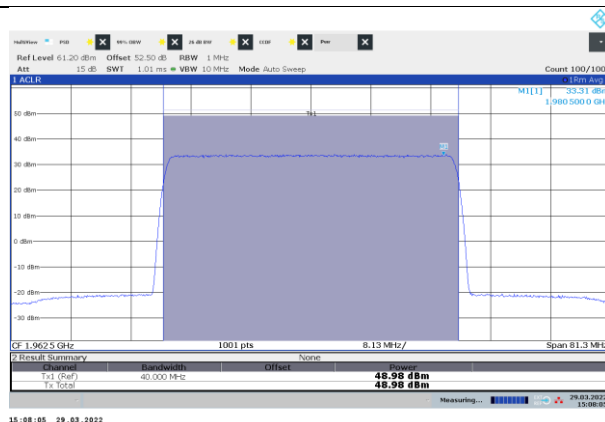 MultiView PSD X 99% OBW X 26 dB BW X CCDF X Pwr X
Ref Level 61.20 dBm Offset 52.50 dB RBW 1 MHz
Att 15 dB SWT 1.01 ms VBW 10 MHz Mode Auto Sweep Count 100/100
1 ACLR 1Rm Avg
M1[1] 33.31 dBm
1.9805000 GHz
50 dBm
Tx1
40 dBm
M1
30 dBm
20 dBm
10 dBm
0 dBm
-10 dBm
-20 dBm
-30 dBm
CF 1.9625 GHz 1001 pts 8.13 MHz/ Span 81.3 MHz
2 Result Summary None
Channel Bandwidth Offset Power
Tx1 (Ref) 40.000 MHz 48.98 dBm
Tx Total 48.98 dBm
Measuring... 29.03.2022
15:08:05
15:08:05 29.03.2022